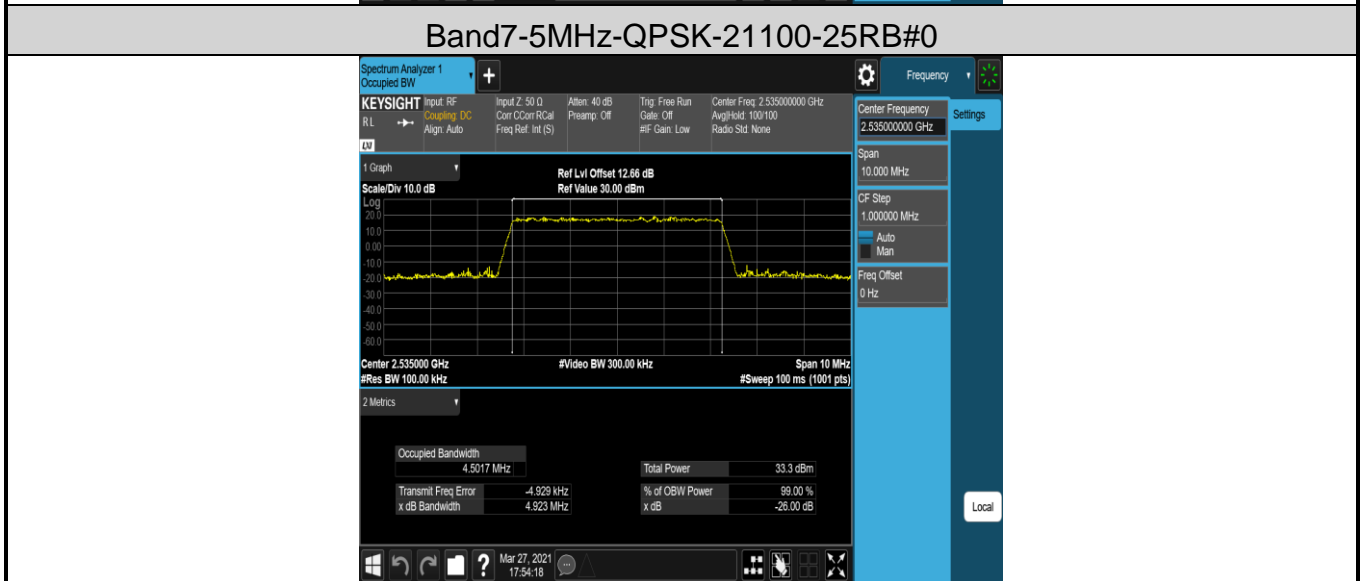 Band7-5MHz-QPSK-21100-25RB#0
Spectrum Analyzer 1
Occupied BW
+
Frequency
KEYSIGHT
RL
LXI
Input: RF
Coupling: DC
Align: Auto
Input Z: 50 Ω
Corr CCorr RCal
Freq Ref: Int (S)
Atten: 40 dB
Preamp: Off
Trig: Free Run
Gate: Off
#IF Gain: Low
Center Freq: 2.535000000 GHz
Avg|Hold: 100/100
Radio Std: None
Center Frequency
2.535000000 GHz
Settings
Span
10.000 MHz
CF Step
1.000000 MHz
Auto
Man
Freq Offset
0 Hz
Local
1 Graph
Scale/Div 10.0 dB
Ref Lvl Offset 12.66 dB
Ref Value 30.00 dBm
Log
20.0
10.0
0.00
-10.0
-20.0
-30.0
-40.0
-50.0
-60.0
Center 2.535000 GHz
#Video BW 300.00 kHz
Span 10 MHz
#Res BW 100.00 kHz
#Sweep 100 ms (1001 pts)
2 Metrics
Occupied Bandwidth
4.5017 MHz
Total Power 33.3 dBm
Transmit Freq Error -4.929 kHz
% of OBW Power 99.00 %
x dB Bandwidth 4.923 MHz
x dB -26.00 dB
?
Mar 27, 2021
17:54:18